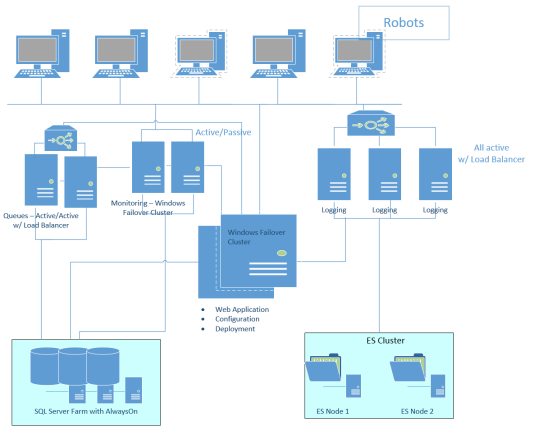 Robots
Active/Passive
All active
w/ Load Balancer
Queues – Active/Active
w/ Load Balancer
Monitoring – Windows
Failover Cluster
Logging
Logging
Logging
Windows Failover
Cluster
• Web Application
• Configuration
• Deployment
SQL Server Farm with AlwaysOn
ES Cluster
ES Node 1
ES Node 2